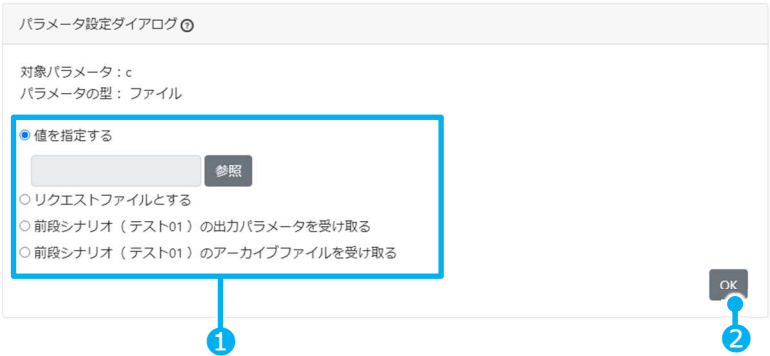 パラメータ設定ダイアログ?
対象パラメータ：c
パラメータの型： ファイル
値を指定する
参照
リクエストファイルとする
前段シナリオ（ テスト01 ）の出力パラメータを受け取る
前段シナリオ（ テスト01 ）のアーカイブファイルを受け取る
OK
1
2